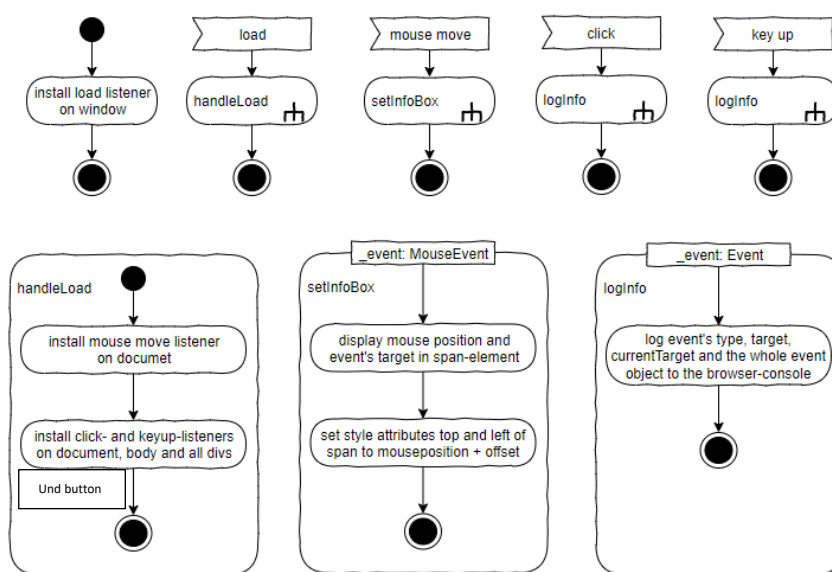 load
mouse move
click
key up
install load listener
on window
handleLoad
setInfoBox
logInfo
logInfo
handleLoad
install mouse move listener
on documet
install click- and keyup-listeners
on document, body and all divs
Und button
_event: MouseEvent
setInfoBox
display mouse position and
event's target in span-element
set style attributes top and left of
span to mouseposition + offset
_event: Event
logInfo
log event's type, target,
currentTarget and the whole event
object to the browser-console